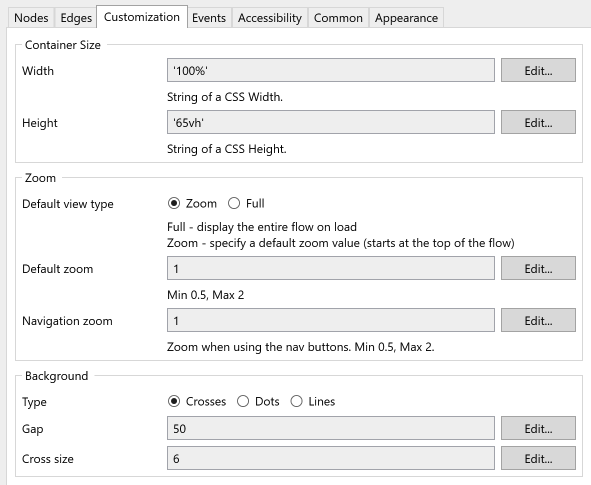 Nodes Edges Customization Events Accessibility Common Appearance
Container Size
Width '100%' Edit...
String of a CSS Width.
Height '65vh' Edit...
String of a CSS Height.
Zoom
Default view type Zoom Full
Full - display the entire flow on load
Zoom - specify a default zoom value (starts at the top of the flow)
Default zoom 1 Edit...
Min 0.5, Max 2
Navigation zoom 1 Edit...
Zoom when using the nav buttons. Min 0.5, Max 2.
Background
Type Crosses Dots Lines
Gap 50 Edit...
Cross size 6 Edit...